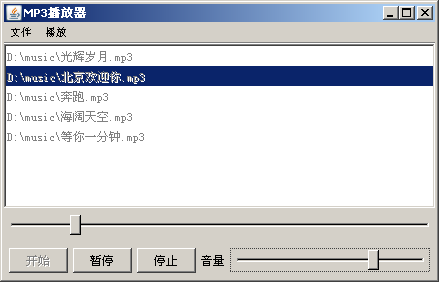 MP3播放器
文件 播放
D:\music\光辉岁月.mp3
D:\music\北京欢迎你.mp3
D:\music\奔跑.mp3
D:\music\海阔天空.mp3
D:\music\等你一分钟.mp3
开始 暂停 停止 音量